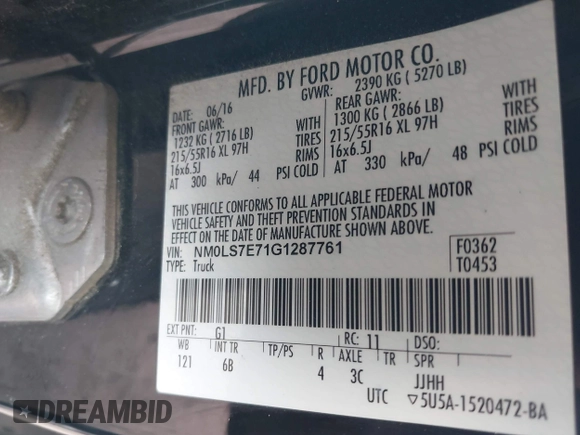 MFD. BY FORD MOTOR CO.
DATE: 06/16 GVWR: 2390 KG ( 5270 LB)
FRONT GAWR: REAR GAWR:
1232 KG ( 2716 LB) WITH 1300 KG ( 2866 LB) WITH
215/55R16 XL 97H TIRES 215/55R16 XL 97H TIRES
16x6.5J RIMS 16x6.5J RIMS
AT 300 kPa/ 44 PSI COLD AT 330 kPa/ 48 PSI COLD
THIS VEHICLE CONFORMS TO ALL APPLICABLE FEDERAL MOTOR
VEHICLE SAFETY AND THEFT PREVENTION STANDARDS IN
EFFECT ON THE DATE OF MANUFACTURE SHOWN ABOVE.
VIN: NM0LS7E71G1287761 F0362
TYPE: Truck T0453
EXT PNT: G1 RC: 11 DSO:
WB INT TR TP/PS R AXLE TR SPR
121 6B 4 3C JJHH
UTC ▽5U5A-1520472-BA
DREAMBID